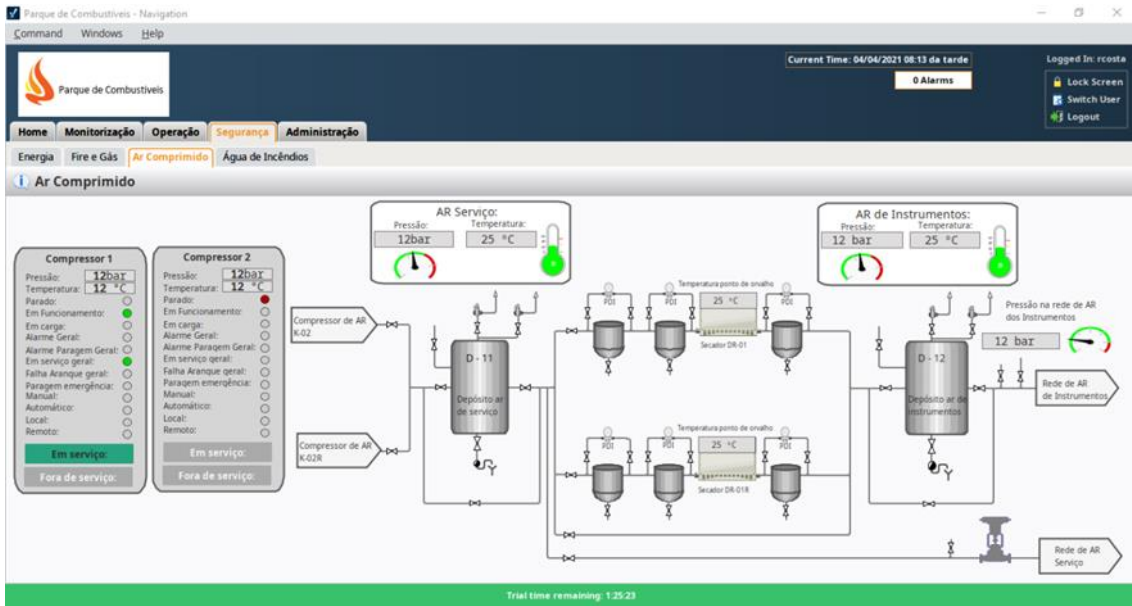 Parque de Combustíveis - Navigation
Command Windows Help
Parque de Combustíveis
Current Time: 04/04/2021 08:13 da tarde
0 Alarms
Logged In: rcosta
Lock Screen
Switch User
Logout
Home Monitorização Operação Segurança Administração
Energia Fire e Gás Ar Comprimido Água de Incêndios
Ar Comprimido
Compressor 1
Pressão: 12bar
Temperatura: 12 °C
Parado:
Em Funcionamento:
Em carga:
Alarme Geral:
Alarme Paragem Geral:
Em serviço geral:
Falha Aranque geral:
Paragem emergência:
Manual:
Automático:
Local:
Remoto:
Em serviço:
Fora de serviço:
Compressor 2
Pressão: 12bar
Temperatura: 12 °C
Parado:
Em Funcionamento:
Em carga:
Alarme Geral:
Alarme Paragem Geral:
Em serviço geral:
Falha Aranque geral:
Paragem emergência:
Manual:
Automático:
Local:
Remoto:
Em serviço:
Fora de serviço:
AR Serviço:
Pressão: Temperatura:
12bar 25 °C
AR de Instrumentos:
Pressão: Temperatura:
12 bar 25 °C
Compressor de AR
K-02
Compressor de AR
K-02R
D - 11
Depósito ar
de serviço
Temperatura ponto de orvalho
PDI PDI 25 °C PDI
Secador DR-01
Temperatura ponto de orvalho
PDI PDI 25 °C PDI
Secador DR-01R
D - 12
Depósito ar de
instrumentos
Pressão na rede de AR
dos Instrumentos
12 bar
Rede de AR
de Instrumentos
Rede de AR
Serviço
Trial time remaining: 1:25:23